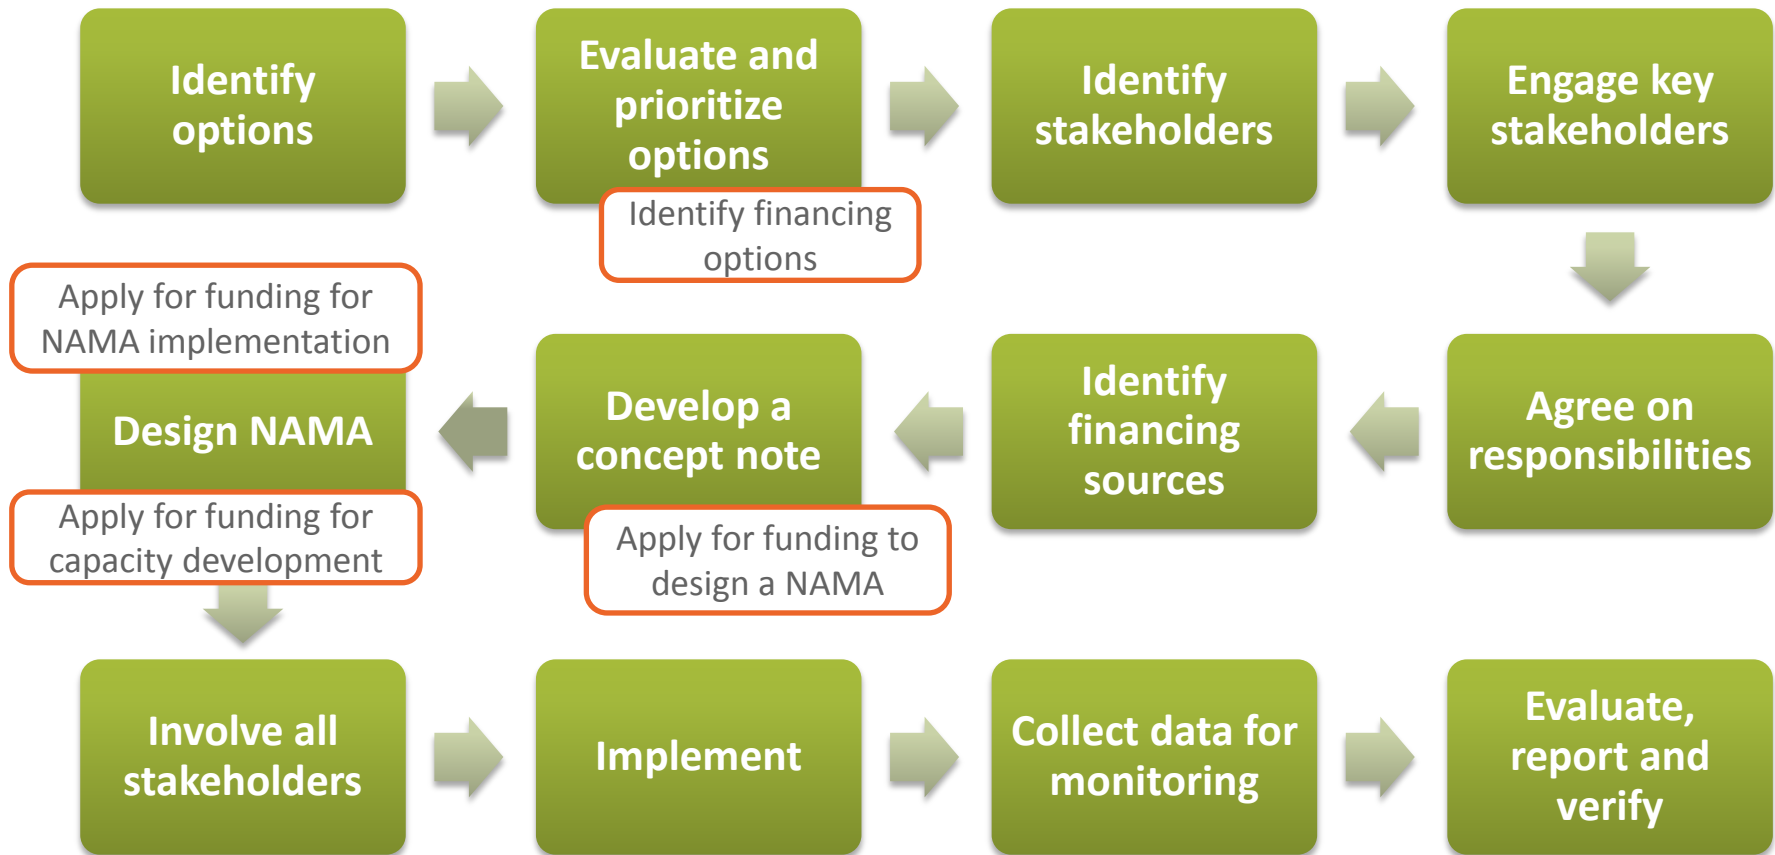 Identify
options
Evaluate and
prioritize
options
Identify financing
options
Identify
stakeholders
Engage key
stakeholders
Agree on
responsibilities
Identify
financing
sources
Develop a
concept note
Apply for funding to
design a NAMA
Apply for funding for
NAMA implementation
Design NAMA
Apply for funding for
capacity development
Involve all
stakeholders
Implement
Collect data for
monitoring
Evaluate,
report and
verify